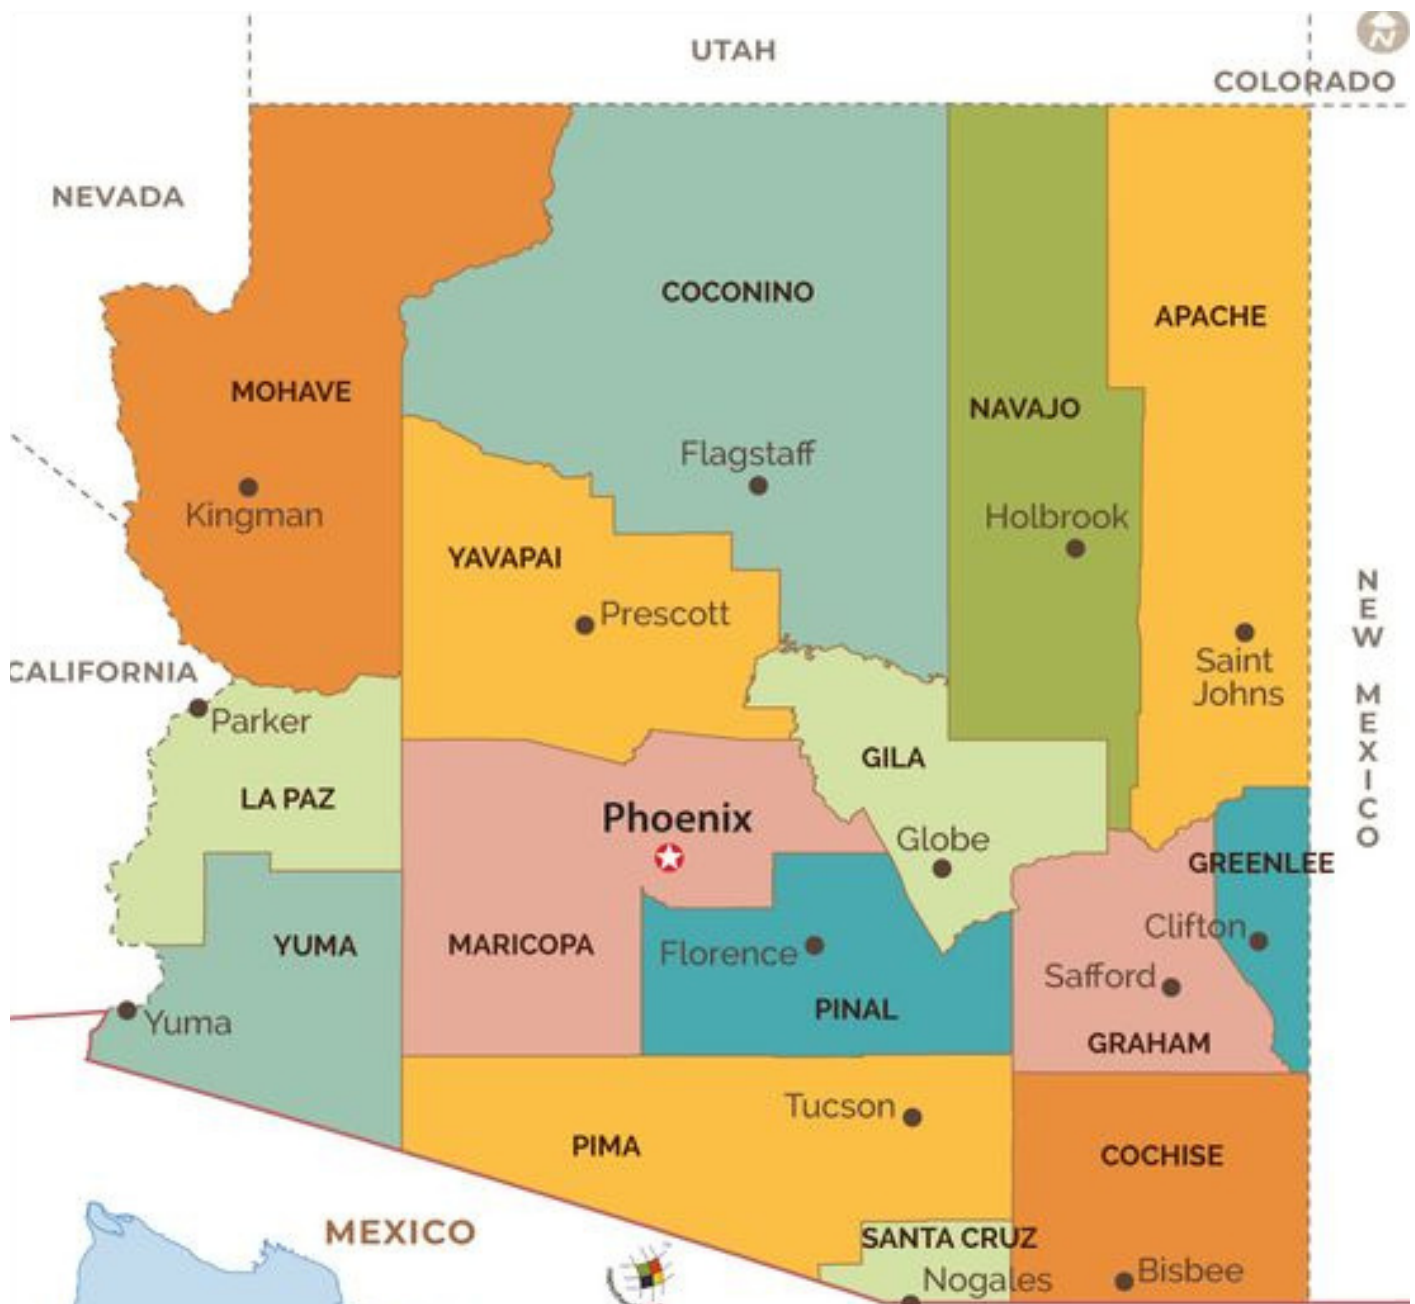 N
UTAH
COLORADO
NEVADA
COCONINO
APACHE
MOHAVE
NAVAJO
Flagstaff
Kingman
Holbrook
YAVAPAI
Prescott
NEW MEXICO
Saint
Johns
CALIFORNIA
Parker
GILA
LA PAZ
Phoenix
Globe
GREENLEE
Clifton
YUMA
MARICOPA
Florence
Safford
PINAL
Yuma
GRAHAM
Tucson
PIMA
COCHISE
MEXICO
SANTA CRUZ
Nogales
Bisbee